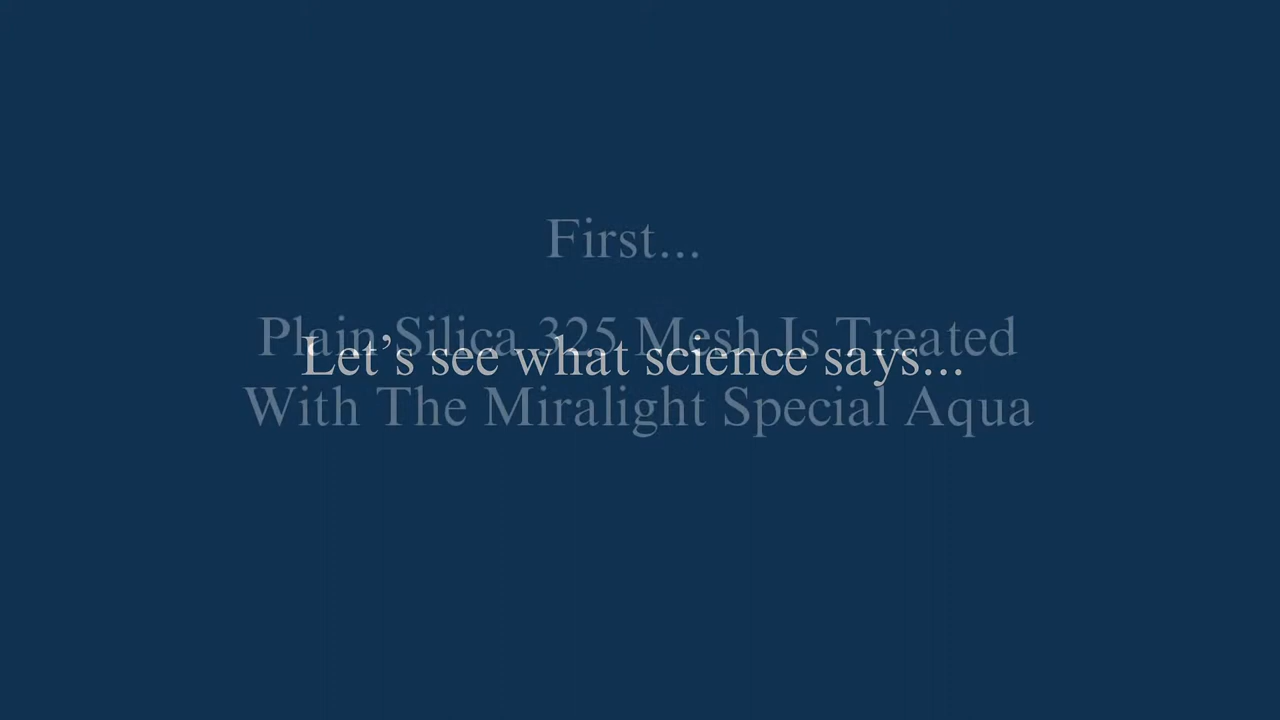 First...
Plain Silica 325 Mesh Is Treated
Let’s see what science says...
With The Miralight Special Aqua